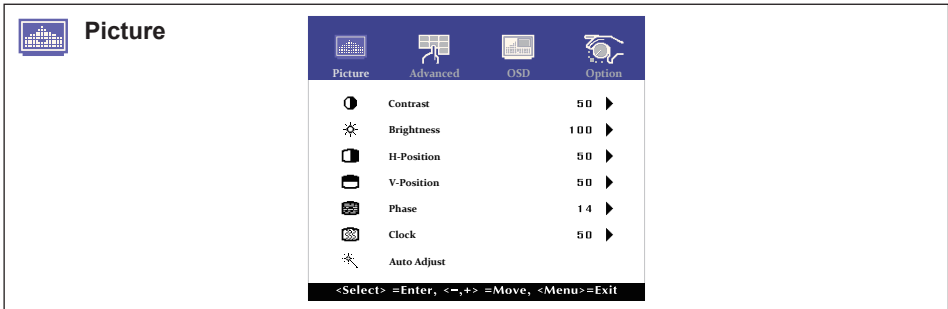 Picture
Picture Advanced OSD Option
Contrast 50
Brightness 100
H-Position 50
V-Position 50
Phase 14
Clock 50
Auto Adjust
<Select> =Enter, <−,+> =Move, <Menu>=Exit